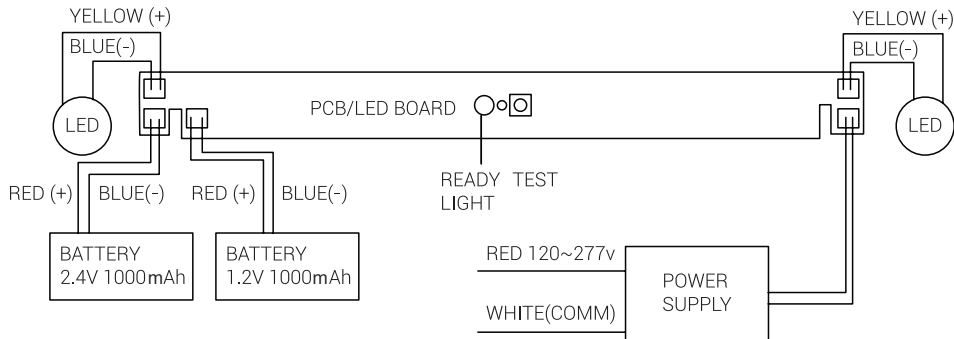 YELLOW (+)
BLUE(-)
LED
PCB/LED BOARD
YELLOW (+)
BLUE(-)
LED
READY TEST
LIGHT
RED (+)
BLUE(-)
RED (+)
BLUE(-)
BATTERY
2.4V 1000mAh
BATTERY
1.2V 1000mAh
RED 120~277v
WHITE(COMM)
POWER
SUPPLY